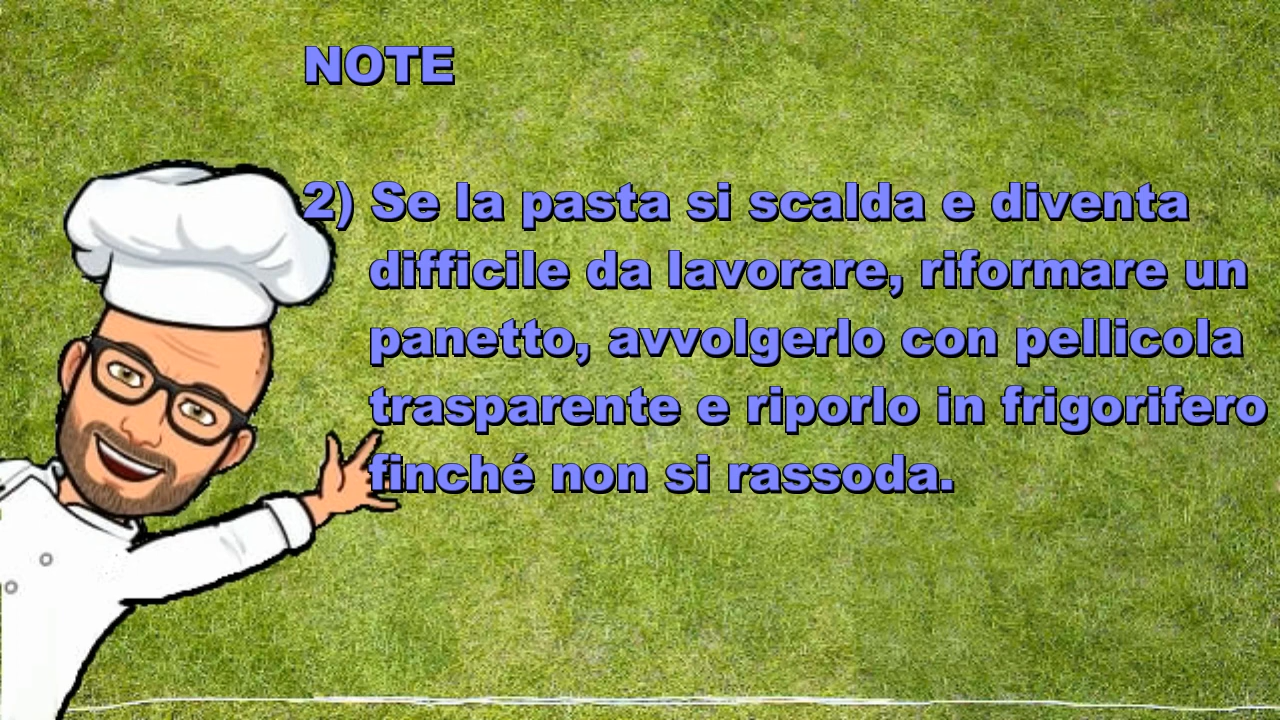 NOTE
2) Se la pasta si scalda e diventa
difficile da lavorare, riformare un
panetto, avvolgerlo con pellicola
trasparente e riporlo in frigorifero
finché non si rassoda.